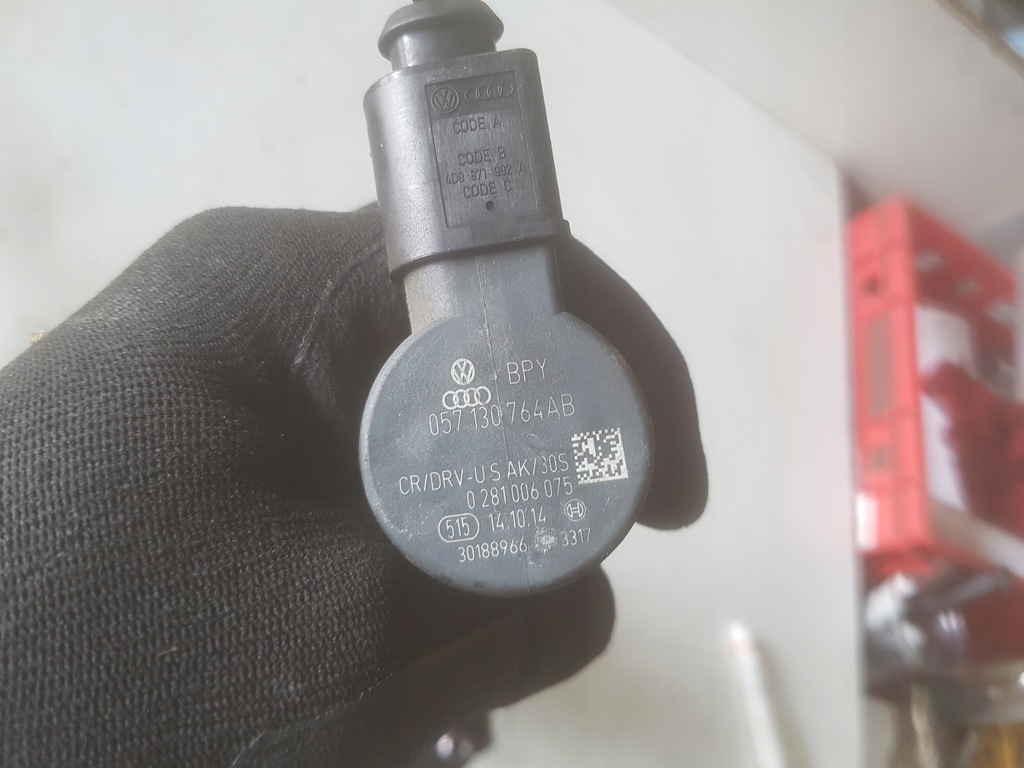 CODE A
CODE B
4D0 971 992 A
CODE C
BPY
057 130 764AB
CR/DRV-U S AK/30S
0 281 006 075
515 14.10.14
30188966 3317